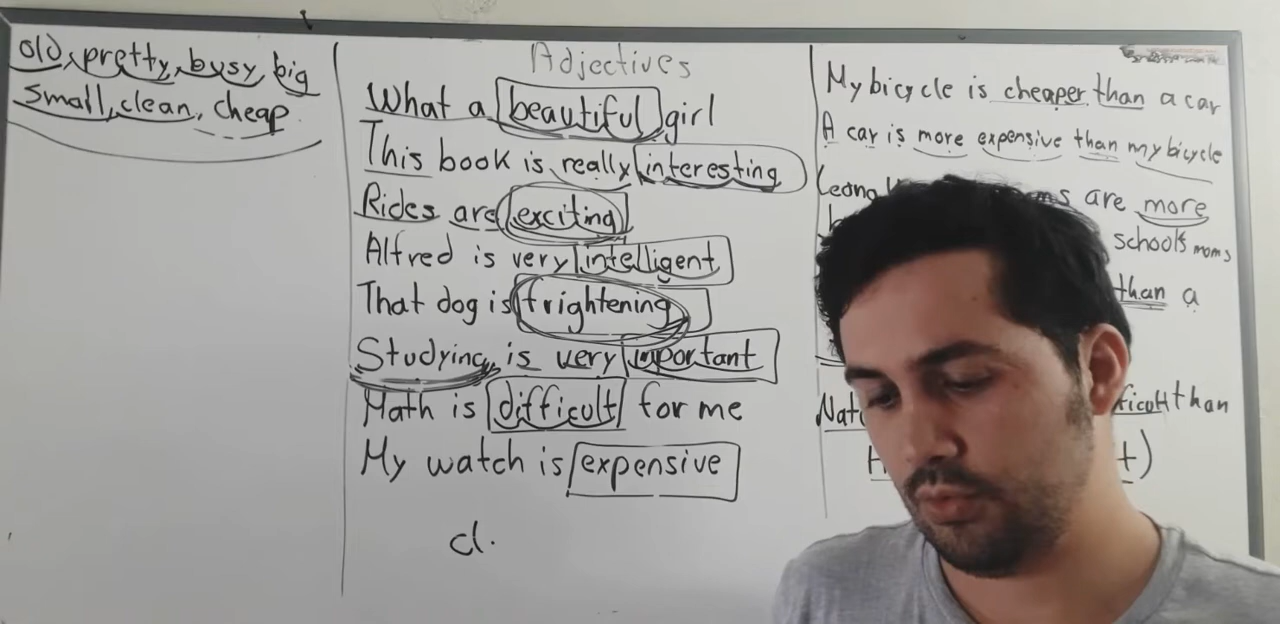 old, pretty, busy, big
small, clean, cheap
Adjectives
What a beautiful girl
This book is really interesting
Rides are exciting
Alfred is very intelligent
That dog is frightening
Studying is very important
Math is difficult for me
My watch is expensive
d.
My bicycle is cheaper than a car
A car is more expensive than my bicycle
are more
schools moms
than a
than